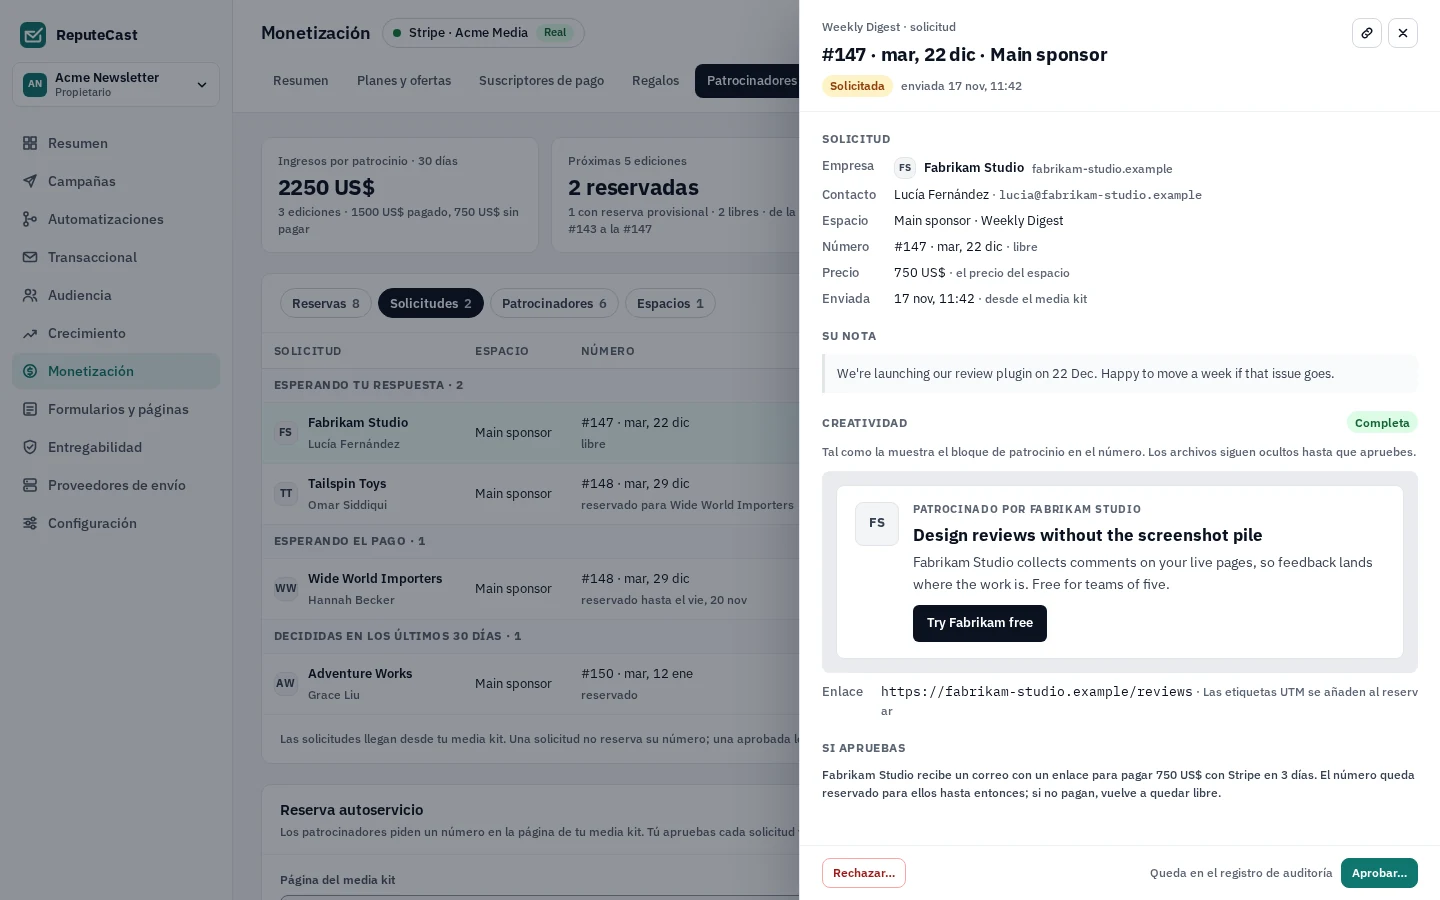 ReputeCast
AN
Acme Newsletter
Propietario
Resumen
Campañas
Automatizaciones
Transaccional
Audiencia
Crecimiento
Monetización
Formularios y páginas
Entregabilidad
Proveedores de envío
Configuración
Monetización
Stripe · Acme Media
Real
Resumen
Planes y ofertas
Suscriptores de pago
Regalos
Patrocinadores
Ingresos por patrocinio · 30 días
2250 US$
3 ediciones · 1500 US$ pagado, 750 US$ sin
pagar
Próximas 5 ediciones
2 reservadas
1 con reserva provisional · 2 libres · de la
#143 a la #147
Reservas 8
Solicitudes 2
Patrocinadores 6
Espacios 1
SOLICITUD
ESPACIO
NÚMERO
ESPERANDO TU RESPUESTA · 2
FS
Fabrikam Studio
Lucía Fernández
Main sponsor
#147 · mar, 22 dic
libre
TT
Tailspin Toys
Omar Siddiqui
Main sponsor
#148 · mar, 29 dic
reservado para Wide World Importers
ESPERANDO EL PAGO · 1
WW
Wide World Importers
Hannah Becker
Main sponsor
#148 · mar, 29 dic
reservado hasta el vie, 20 nov
DECIDIDAS EN LOS ÚLTIMOS 30 DÍAS · 1
AW
Adventure Works
Grace Liu
Main sponsor
#150 · mar, 12 ene
reservado
Las solicitudes llegan desde tu media kit. Una solicitud no reserva su número; una aprobada
Reserva autoservicio
Los patrocinadores piden un número en la página de tu media kit. Tú apruebas cada solicitud
Página del media kit
Weekly Digest · solicitud
#147 · mar, 22 dic · Main sponsor
Solicitada
enviada 17 nov, 11:42
SOLICITUD
Empresa
FS
Fabrikam Studio
fabrikam-studio.example
Contacto
Lucía Fernández · lucia@fabrikam-studio.example
Espacio
Main sponsor · Weekly Digest
Número
#147 · mar, 22 dic · libre
Precio
750 US$ · el precio del espacio
Enviada
17 nov, 11:42 · desde el media kit
SU NOTA
We're launching our review plugin on 22 Dec. Happy to move a week if that issue goes.
CREATIVIDAD
Completa
Tal como la muestra el bloque de patrocinio en el número. Los archivos siguen ocultos hasta que apruebes.
FS
PATROCINADO POR FABRIKAM STUDIO
Design reviews without the screenshot pile
Fabrikam Studio collects comments on your live pages, so feedback lands
where the work is. Free for teams of five.
Try Fabrikam free
Enlace
https://fabrikam-studio.example/reviews · Las etiquetas UTM se añaden al reserv
ar
SI APRUEBAS
Fabrikam Studio recibe un correo con un enlace para pagar 750 US$ con Stripe en 3 días. El número queda
reservado para ellos hasta entonces; si no pagan, vuelve a quedar libre.
Rechazar…
Queda en el registro de auditoría
Aprobar…